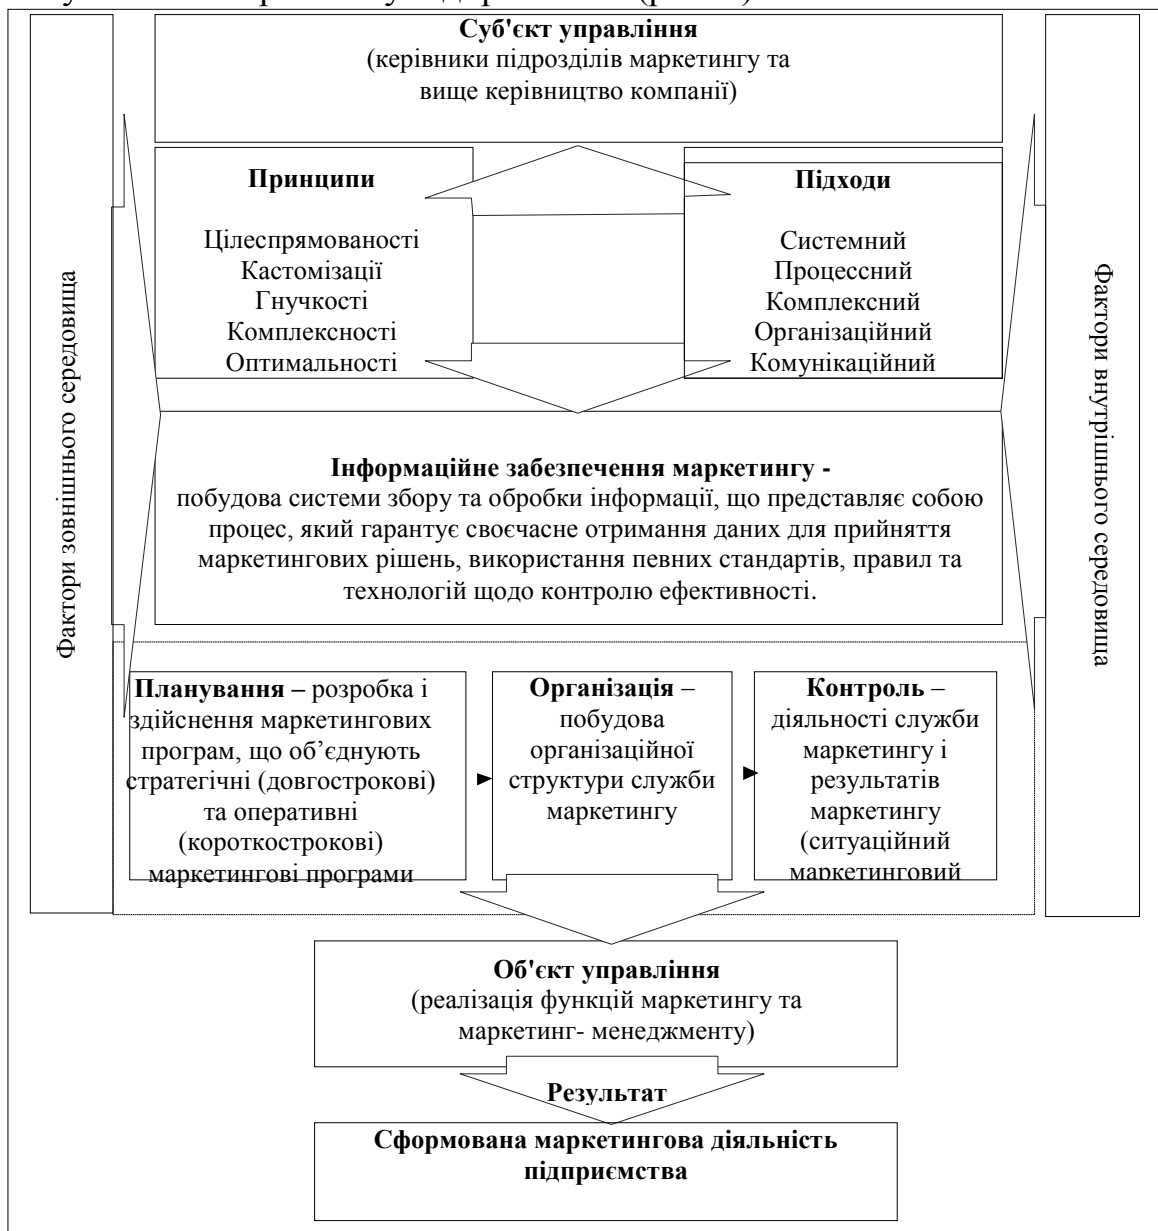 Суб'єкт управління
(керівники підрозділів маркетингу та
вище керівництво компанії)
Фактори зовнішнього середовища
Принципи
Цілеспрямованості
Кастомізації
Гнучкості
Комплексності
Оптимальності
Підходи
Системний
Процессний
Комплексний
Організаційний
Комунікаційний
Фактори внутрішнього середовища
Інформаційне забезпечення маркетингу -
побудова системи збору та обробки інформації, що представляє собою
процес, який гарантує своєчасне отримання даних для прийняття
маркетингових рішень, використання певних стандартів, правил та
технологій щодо контролю ефективності.
Планування – розробка і
здійснення маркетингових
програм, що об’єднують
стратегічні (довгострокові)
та оперативні
(короткострокові)
маркетингові програми
Організація –
побудова
організаційної
структури служби
маркетингу
Контроль –
діяльності служби
маркетингу і
результатів
маркетингу
(ситуаційний
маркетинговий
Об'єкт управління
(реалізація функцій маркетингу та
маркетинг- менеджменту)
Результат
Сформована маркетингова діяльність
підприємства